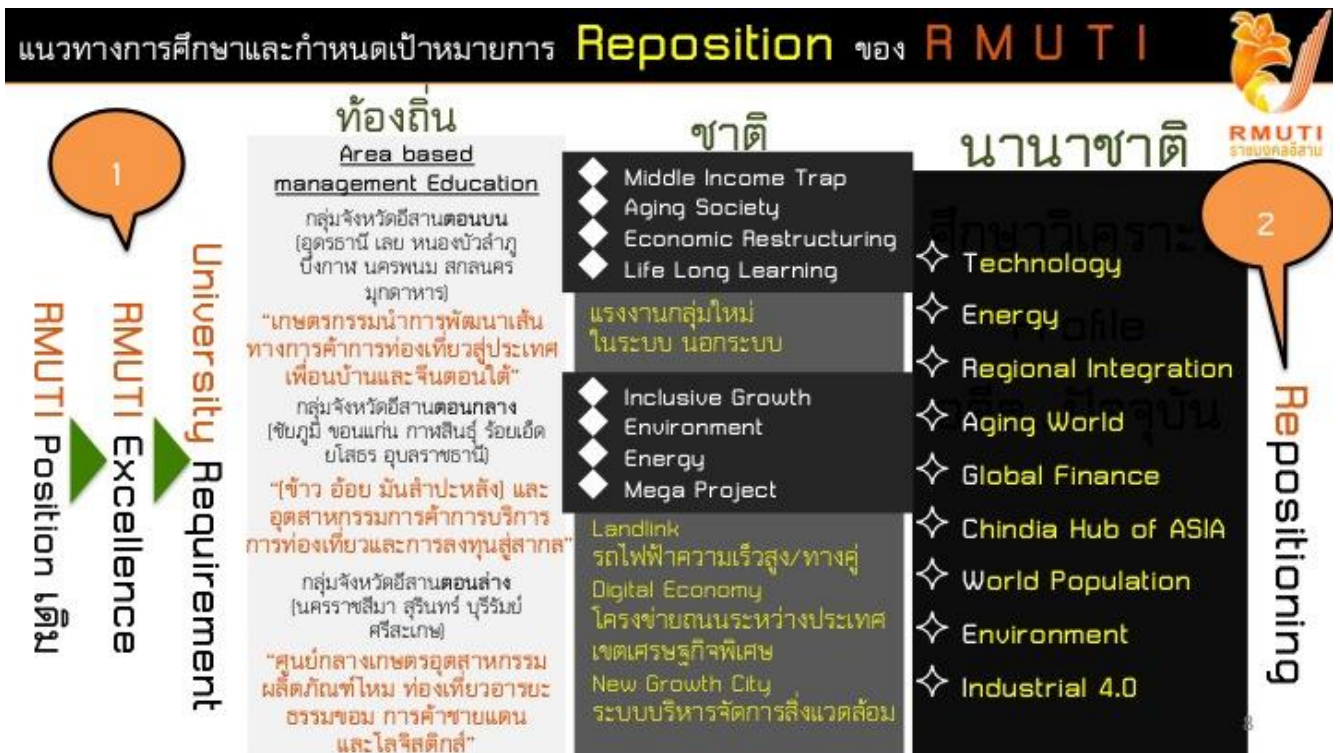 แนวทางการศึกษาและกำหนดเป้าหมายการ Reposition ของ RMUTI
RMUTI
ราชมงคลอีสาน
1
RMUTI Position เดิม
RMUTI Excellence
University Requirement
ท้องถิ่น
Area based
management Education
กลุ่มจังหวัดอีสานตอนบน
(อุดรธานี เลย หนองบัวลำภู
บึงกาฬ นครพนม สกลนคร
มุกดาหาร)
"เกษตรกรรมนำการพัฒนาเส้น
ทางการค้าการท่องเที่ยวสู่ประเทศ
เพื่อนบ้านและจีนตอนใต้"
กลุ่มจังหวัดอีสานตอนกลาง
(ชัยภูมิ ขอนแก่น กาฬสินธุ์ ร้อยเอ็ด
ยโสธร อุบลราชธานี)
"(ข้าว อ้อย มันสำปะหลัง) และ
อุตสาหกรรมการค้าการบริการ
การท่องเที่ยวและการลงทุนสู่สากล"
กลุ่มจังหวัดอีสานตอนล่าง
(นครราชสีมา สุรินทร์ บุรีรัมย์
ศรีสะเกษ)
"ศูนย์กลางเกษตรอุตสาหกรรม
ผลิตภัณฑ์ไหม ท่องเที่ยวอารยะ
ธรรมขอม การค้าชายแดน
และโลจิสติกส์"
ชาติ
Middle Income Trap
Aging Society
Economic Restructuring
Life Long Learning
แรงงานกลุ่มใหม่
ในระบบ นอกระบบ
Inclusive Growth
Environment
Energy
Mega Project
Landlink
รถไฟฟ้าความเร็วสูง/ทางคู่
Digital Economy
โครงข่ายถนนระหว่างประเทศ
เขตเศรษฐกิจพิเศษ
New Growth City
ระบบบริหารจัดการสิ่งแวดล้อม
นานาชาติ
Technology
Energy
Regional Integration
Aging World
Global Finance
Chindia Hub of ASIA
World Population
Environment
Industrial 4.0
2
Repositioning
8